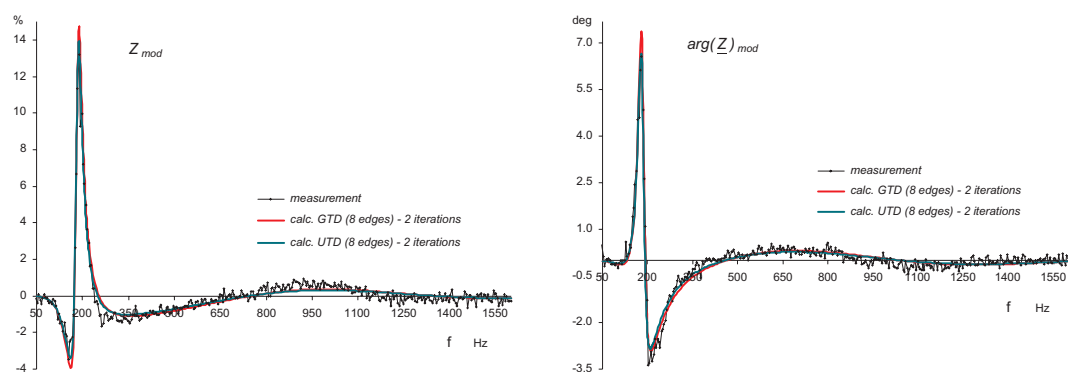 %
14
12
10
8
6
4
2
0
-2
-4
50 200 350 500 650 800 950 1100 1250 1400 1550
Z mod
measurement
calc. GTD (8 edges) - 2 iterations
calc. UTD (8 edges) - 2 iterations
f Hz
deg
7.0
5.5
4.0
2.5
1.0
-0.5
-2.0
-3.5
50 200 350 500 650 800 950 1100 1250 1400 1550
arg(Z) mod
measurement
calc. GTD (8 edges) - 2 iterations
calc. UTD (8 edges) - 2 iterations
f Hz